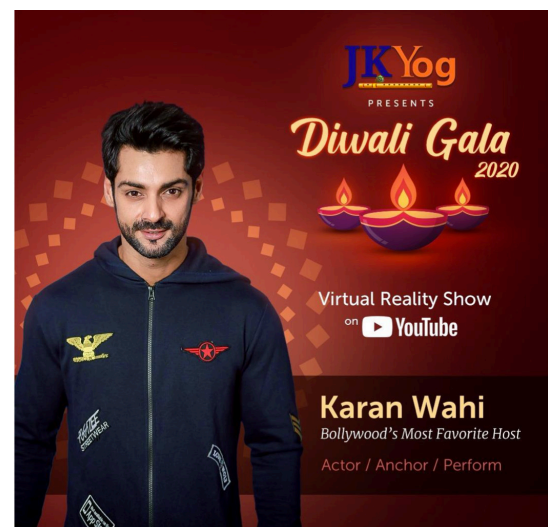 JKYog
PRESENTS
Diwali Gala
2020
Virtual Reality Show
on YouTube
Karan Wahi
Bollywood's Most Favorite Host
Actor / Anchor / Perform
STREETWEAR